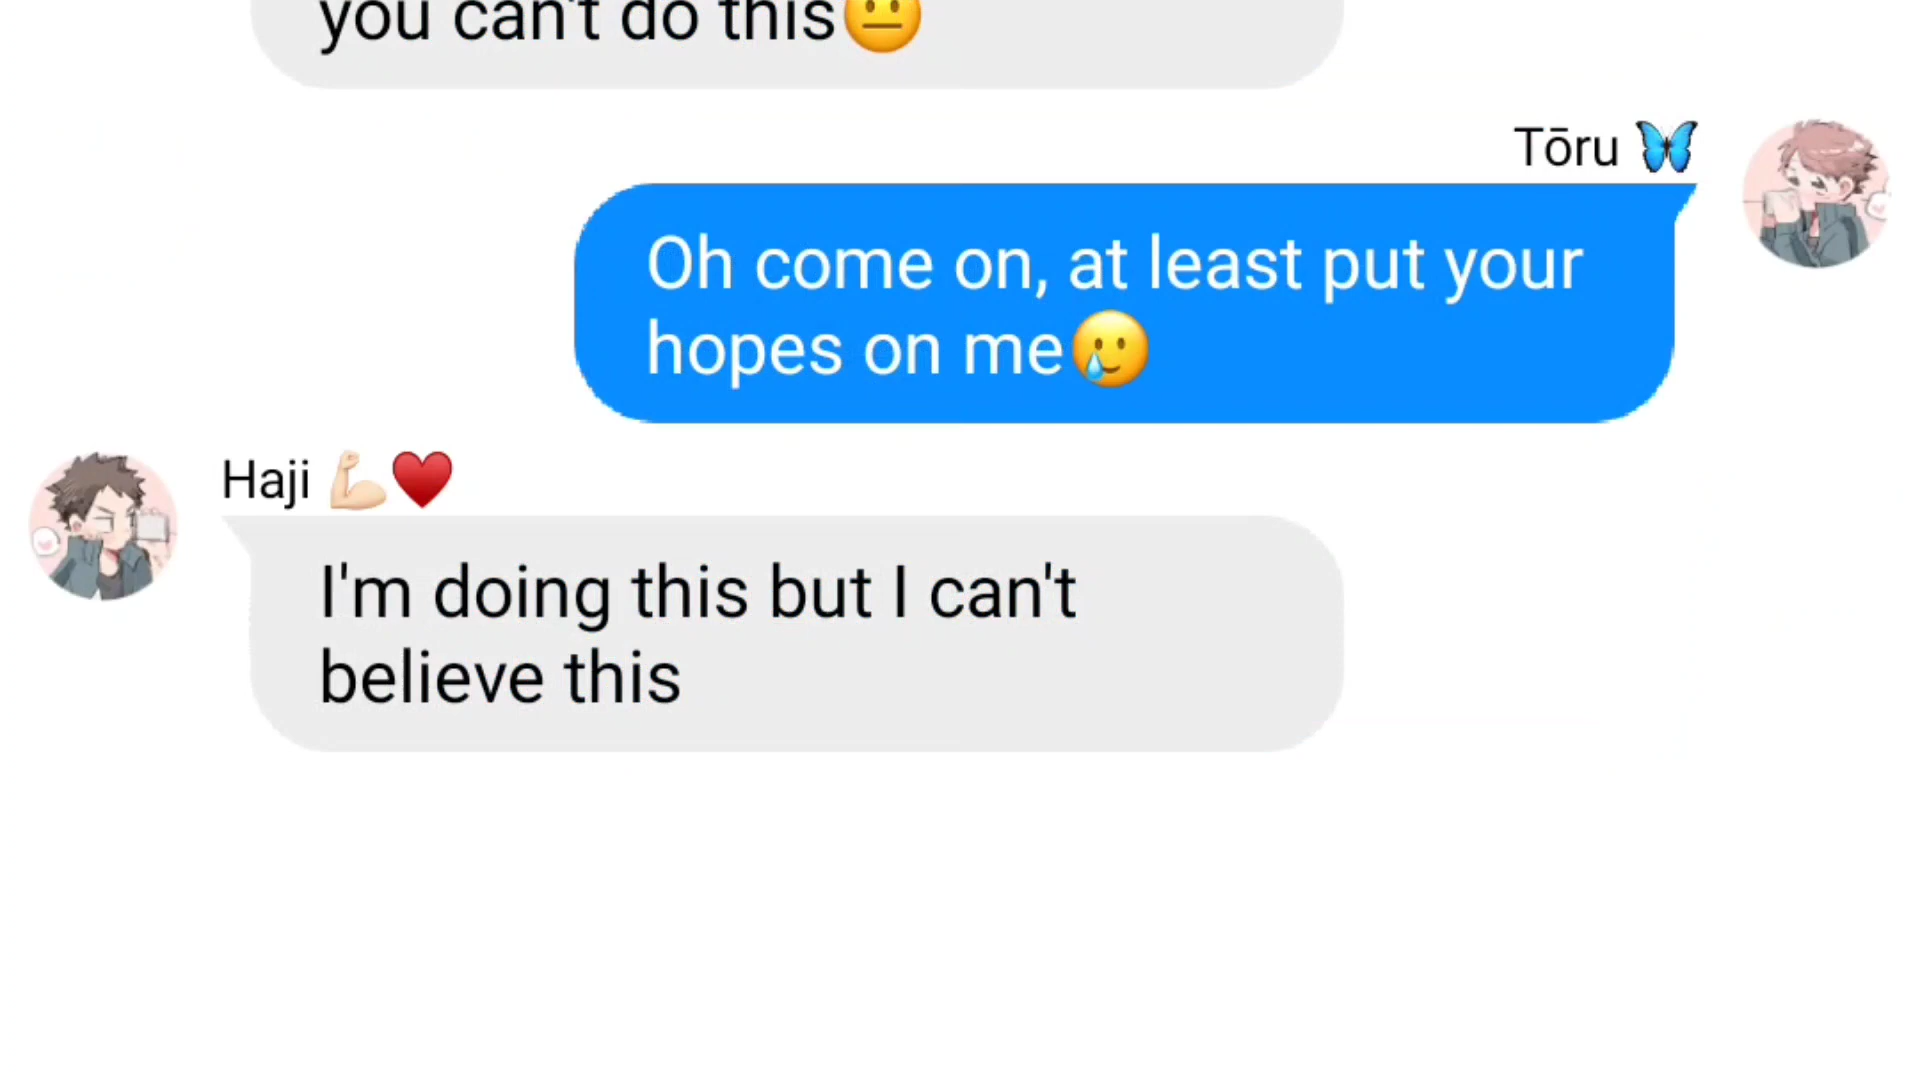 you can't do this😐
Tōru 🦋
Oh come on, at least put your
hopes on me🥲
Haji 💪🏻♥️
I'm doing this but I can't
believe this